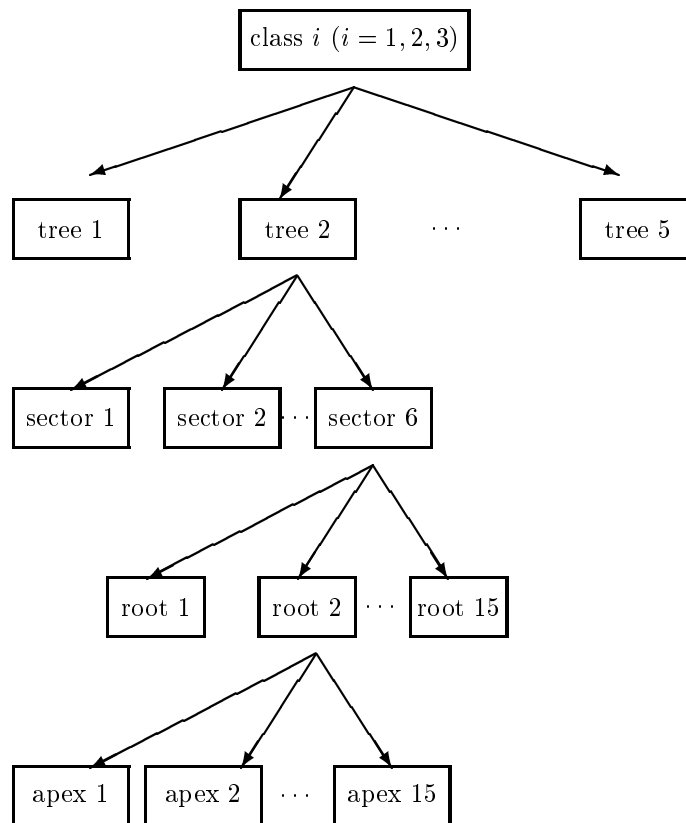 class i (i = 1, 2, 3)
tree 1 tree 2 · · · tree 5
sector 1 sector 2 · · · sector 6
root 1 root 2 · · · root 15
apex 1 apex 2 · · · apex 15